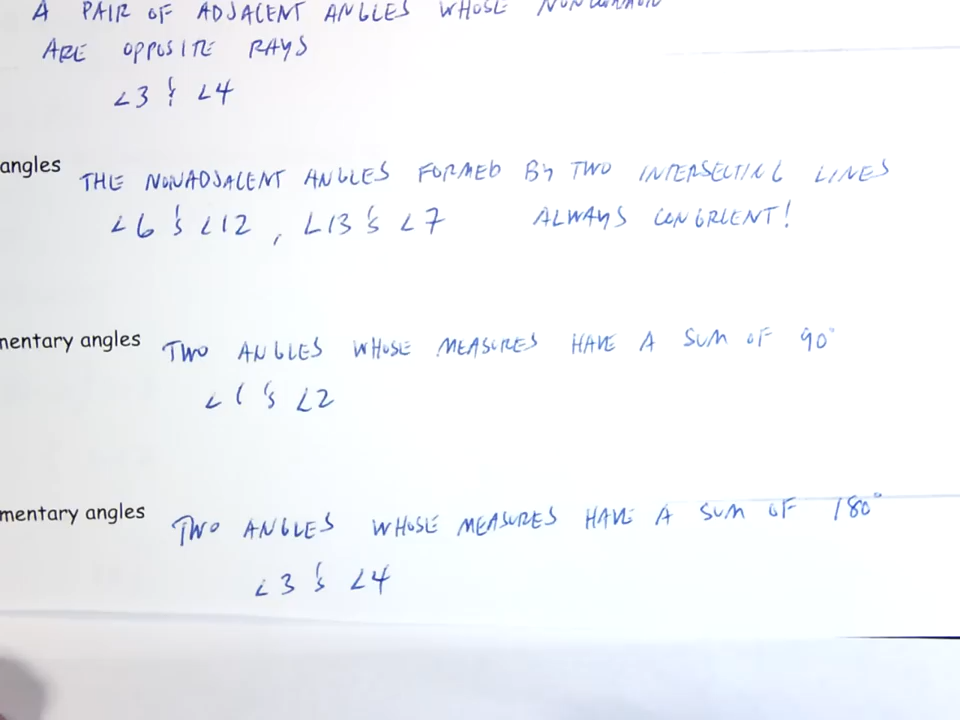 A PAIR OF ADJACENT ANGLES WHOSE
ARE OPPOSITE RAYS
∠3 & ∠4
angles THE NONADJACENT ANGLES FORMED BY TWO INTERSECTING LINES
∠6 & ∠12 , ∠13 & ∠7 ALWAYS CONGRUENT!
mentary angles TWO ANGLES WHOSE MEASURES HAVE A SUM OF 90°
∠1 & ∠2
mentary angles TWO ANGLES WHOSE MEASURES HAVE A SUM OF 180°
∠3 & ∠4